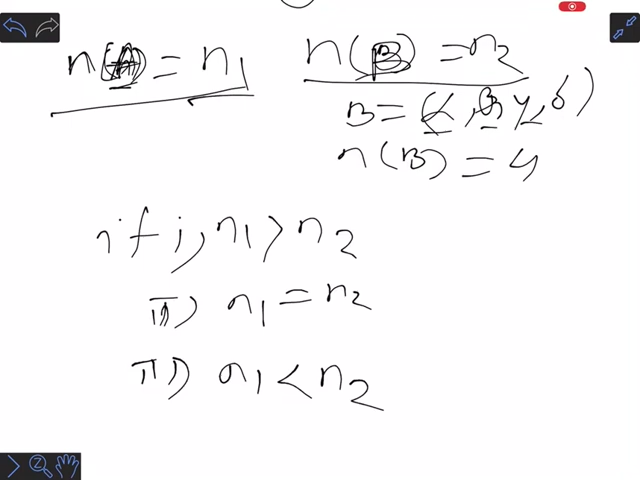 n(A) = n1
n(B) = n2
B = (α, β, γ, δ)
n(B) = 4
if i, n1 > n2
ii) n1 = n2
iii) n1 < n2